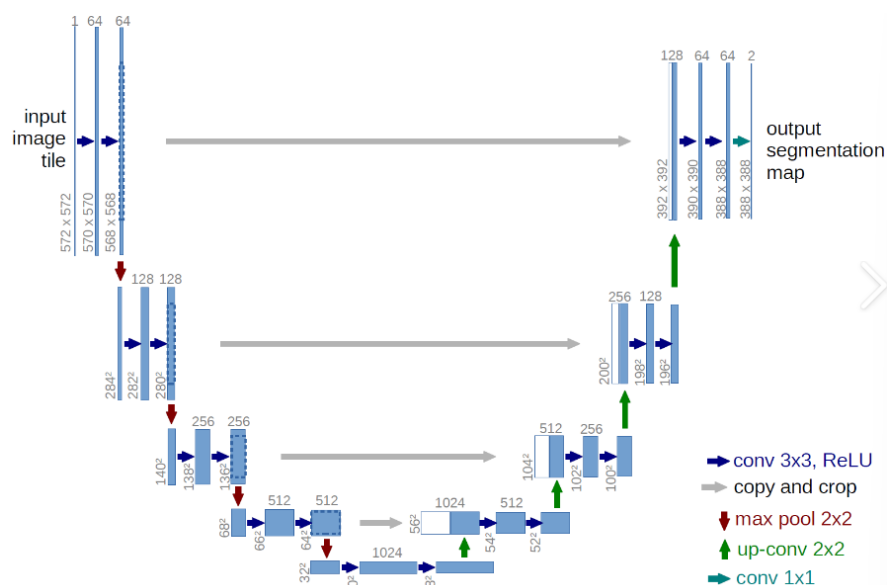 1 64 64
128 64 64 2
input
image
tile
output
segmentation
map
572 x 572
570 x 570
568 x 568
392 x 392
390 x 390
388 x 388
388 x 388
128 128
256 128
284²
282²
280²
200²
198²
196²
256 256
512 256
140²
138²
136²
104²
102²
100²
512 512
1024 512
68²
66²
64²
56²
54²
52²
1024
32²
conv 3x3, ReLU
copy and crop
max pool 2x2
up-conv 2x2
conv 1x1